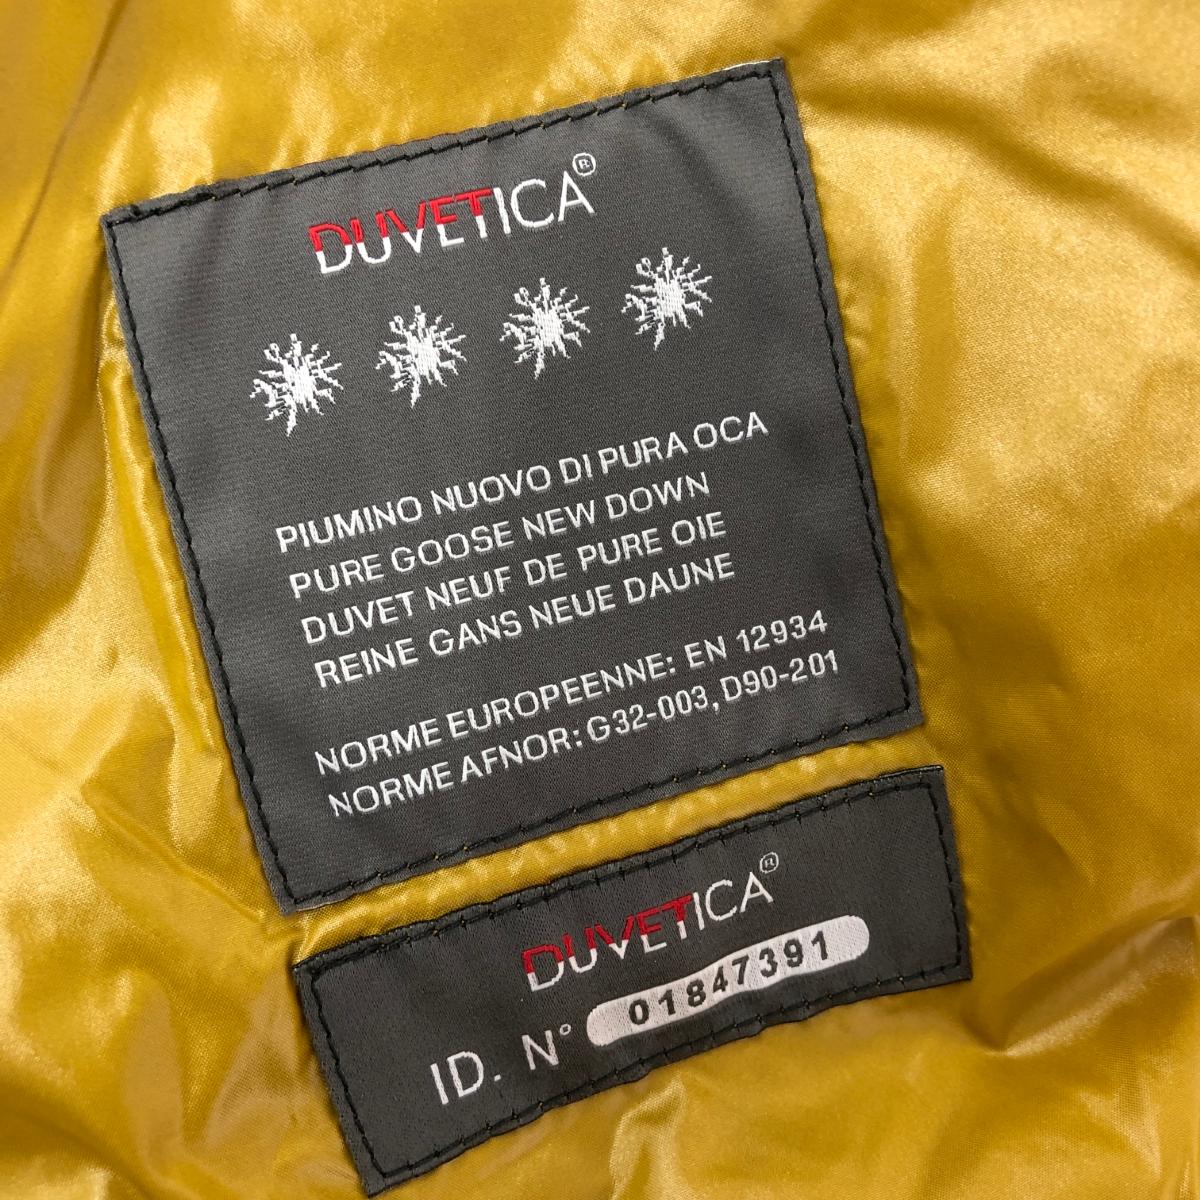 DUVETICA®
PIUMINO NUOVO DI PURA OCA
PURE GOOSE NEW DOWN
DUVET NEUF DE PURE OIE
REINE GANS NEUE DAUNE
NORME EUROPEENNE: EN 12934
NORME AFNOR: G32-003, D90-201
DUVETICA®
ID. N° 01847391